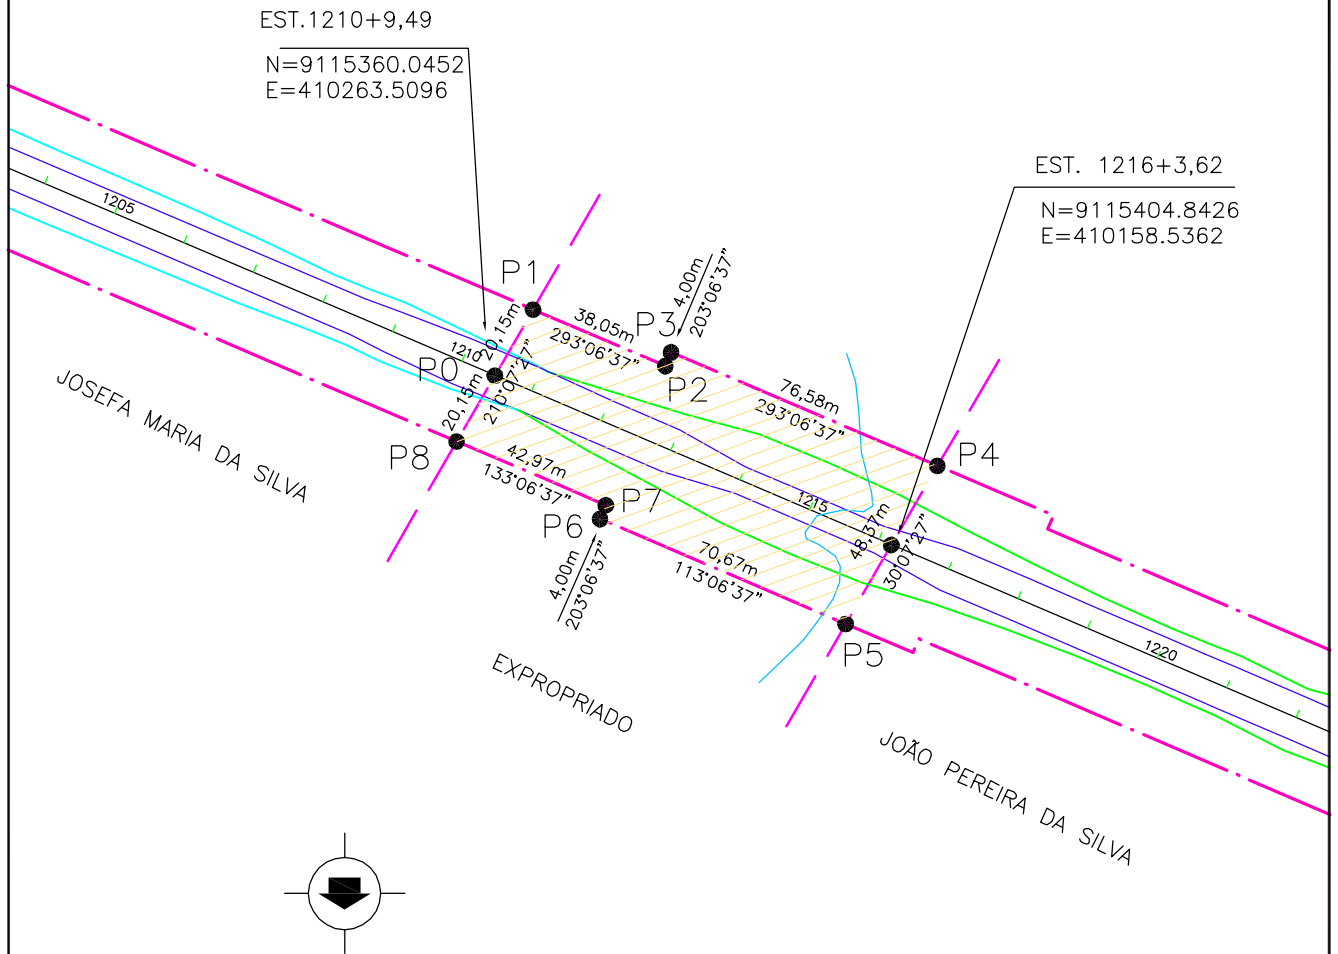 EST.1210+9,49
N=9115360.0452
E=410263.5096
EST. 1216+3,62
N=9115404.8426
E=410158.5362
1205
P1
20,15m
38,05m
293°06'37"
P3
4,00m
203°06'37"
P2
1210
P0
20,15m
210°07'27"
76,58m
293°06'37"
P4
JOSEFA MARIA DA SILVA
P8
42,97m
133°06'37"
P7
P6
1215
48,37m
30°07'27"
4,00m
203°06'37"
70,67m
113°06'37"
P5
1220
EXPROPRIADO
JOÃO PEREIRA DA SILVA